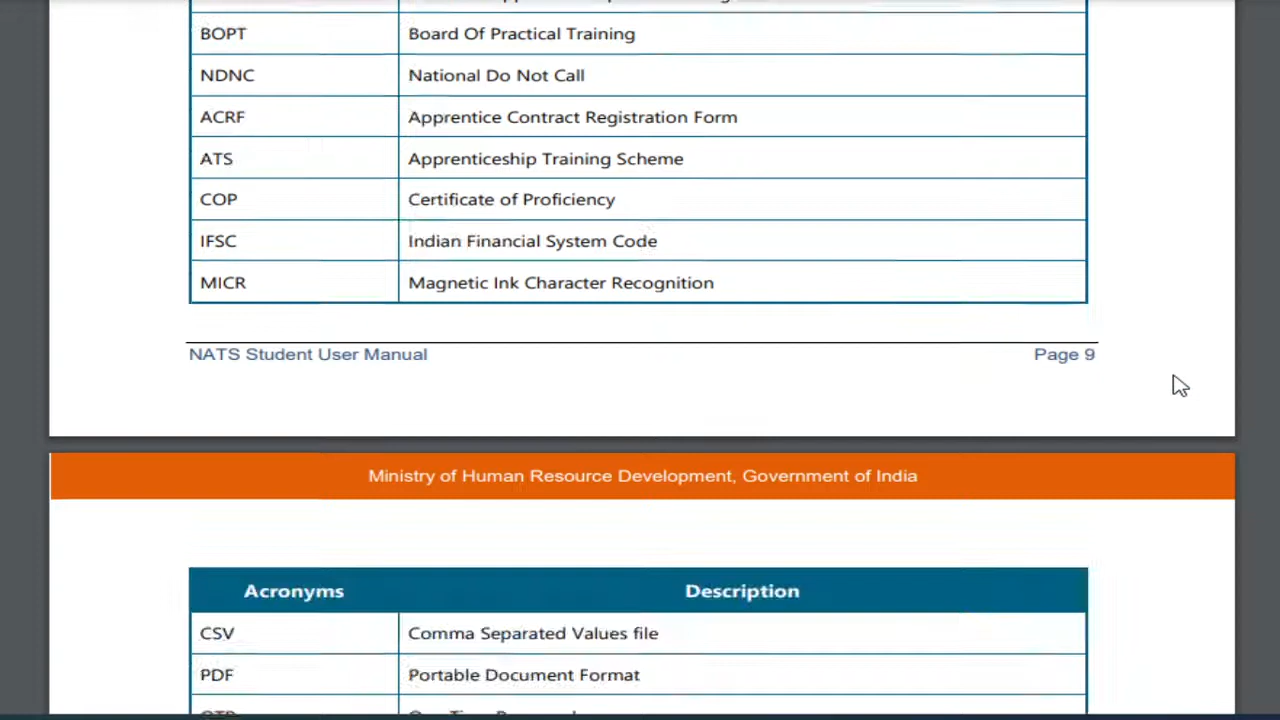 BOPT Board Of Practical Training
NDNC National Do Not Call
ACRF Apprentice Contract Registration Form
ATS Apprenticeship Training Scheme
COP Certificate of Proficiency
IFSC Indian Financial System Code
MICR Magnetic Ink Character Recognition
NATS Student User Manual Page 9
Ministry of Human Resource Development, Government of India
Acronyms Description
CSV Comma Separated Values file
PDF Portable Document Format